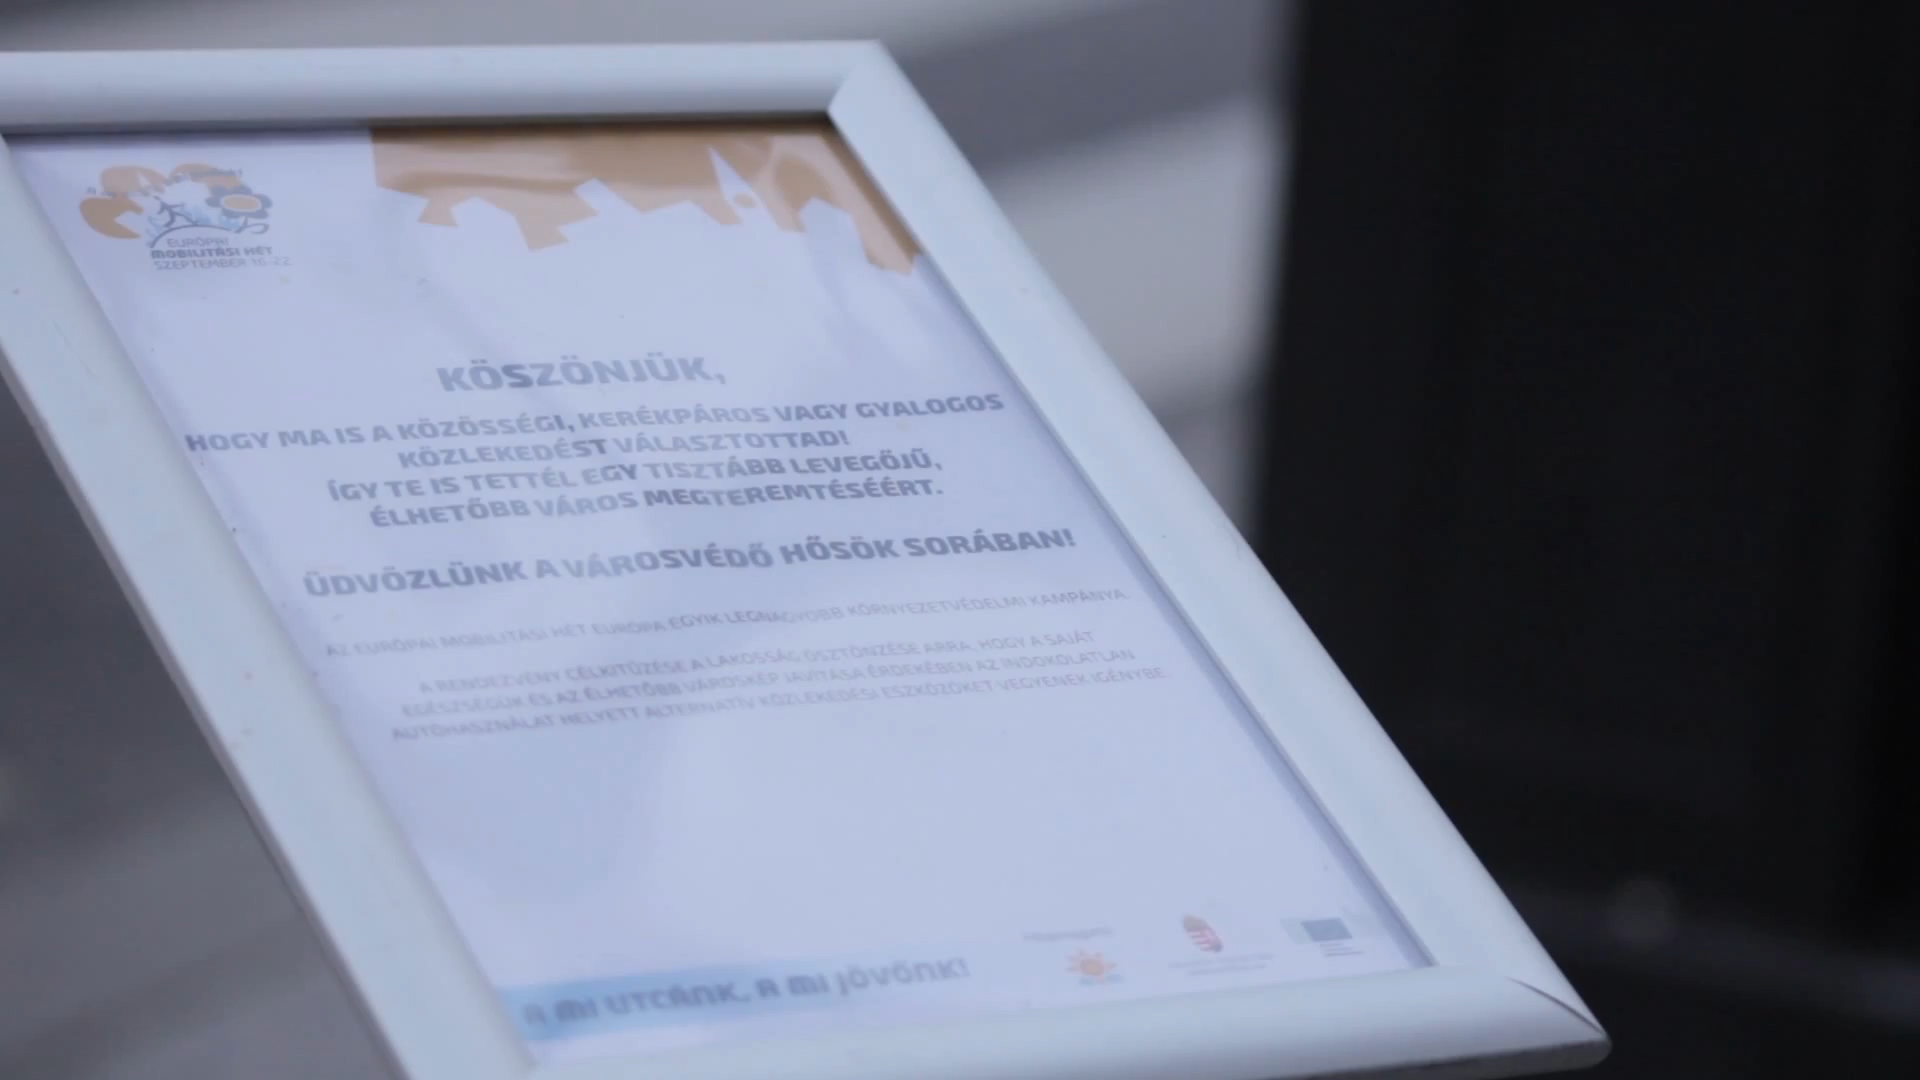 EURÓPAI
MOBILITÁSI HÉT
SZEPTEMBER 16-22.
KÖSZÖNJÜK,
HOGY MA IS A KÖZÖSSÉGI, KERÉKPÁROS VAGY GYALOGOS
KÖZLEKEDÉST VÁLASZTOTTAD!
ÍGY TE IS TETTÉL EGY TISZTÁBB LEVEGŐJŰ,
ÉLHETŐBB VÁROS MEGTEREMTÉSÉÉRT.
ÜDVÖZLÜNK A VÁROSVÉDŐ HŐSÖK SORÁBAN!
AZ EURÓPAI MOBILITÁSI HÉT EURÓPA EGYIK LEGNAGYOBB KÖRNYEZETVÉDELMI KAMPÁNYA.
A RENDEZVÉNY CÉLKITŰZÉSE A LAKOSSÁG ÖSZTÖNZÉSE ARRA, HOGY A SAJÁT
EGÉSZSÉGÜK ÉS AZ ÉLHETŐBB VÁROSKÉP JAVÍTÁSA ÉRDEKÉBEN AZ INDOKOLATLAN
AUTÓHASZNÁLAT HELYETT ALTERNATÍV KÖZLEKEDÉSI ESZKÖZÖKET VEGYENEK IGÉNYBE.
A MI UTCÁNK, A MI JÖVŐNK!